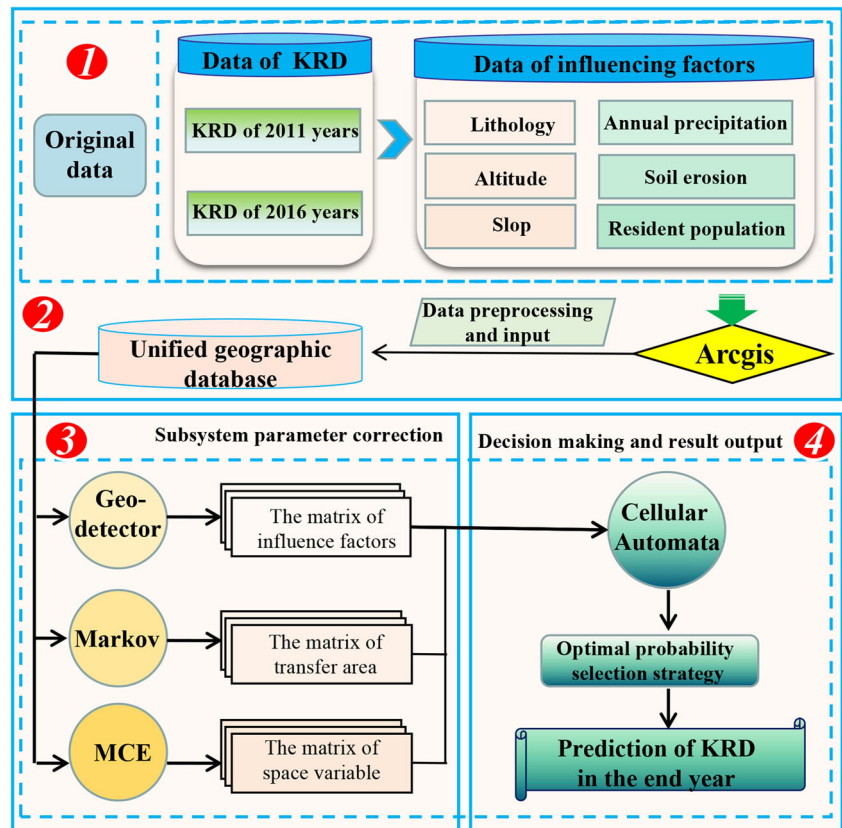 1
Original
data
Data of KRD
KRD of 2011 years
KRD of 2016 years
Data of influencing factors
Lithology
Annual precipitation
Altitude
Soil erosion
Slop
Resident population
2
Unified geographic
database
Data preprocessing
and input
Arcgis
3
Subsystem parameter correction
Geo-
detector
The matrix of
influence factors
Markov
The matrix of
transfer area
MCE
The matrix of
space variable
Decision making and result output
4
Cellular
Automata
Optimal probability
selection strategy
Prediction of KRD
in the end year